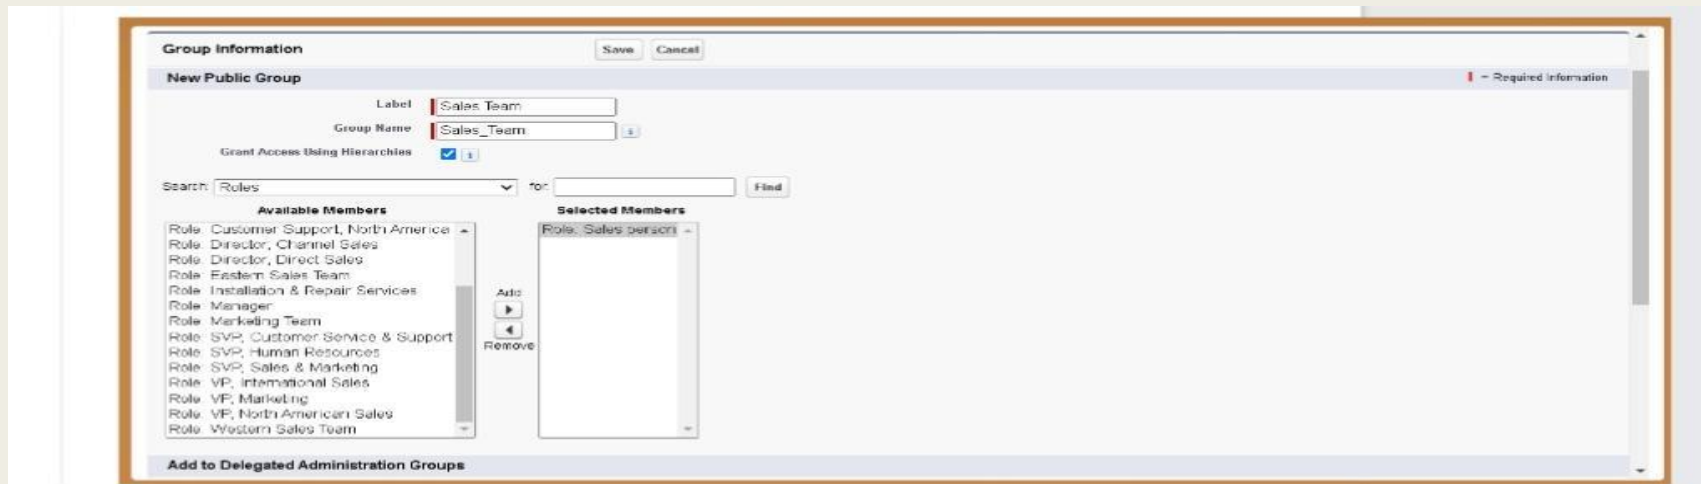 Group Information Save Cancel
New Public Group
= Required Information
Label Sales Team
Group Name Sales_Team
Grant Access Using Hierarchies
Search: Roles for: Find
Available Members Selected Members
Role: Customer Support, North America Role: Sales person
Role: Director, Channel Sales
Role: Director, Direct Sales
Role: Eastern Sales Team
Role: Installation & Repair Services
Role: Manager
Role: Marketing Team
Role: SVP, Customer Service & Support
Role: SVP, Human Resources
Role: SVP, Sales & Marketing
Role: VP, International Sales
Role: VP, Marketing
Role: VP, North American Sales
Role: Western Sales Team
Add
Remove
Add to Delegated Administration Groups